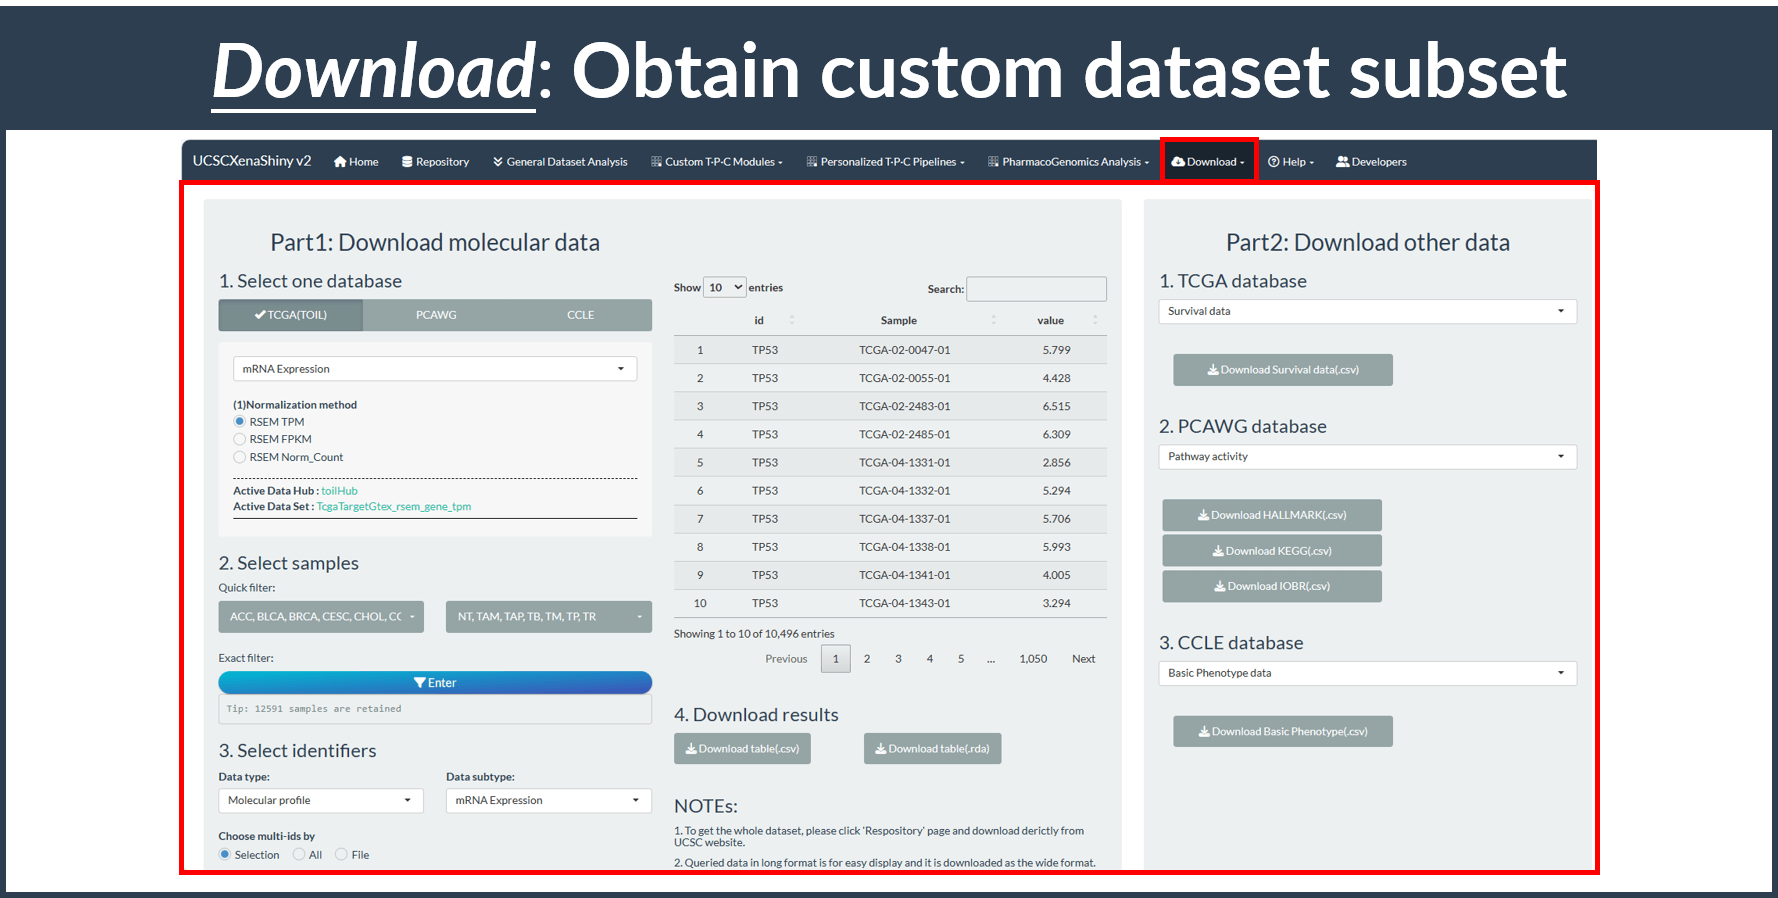 Download: Obtain custom dataset subset
UCSCXenaShiny v2 Home Repository General Dataset Analysis Custom T-P-C Modules Personalized T-P-C Pipelines PharmacoGenomics Analysis Download Help Developers
Part1: Download molecular data
1. Select one database
TCGA(TOIL) PCAWG CCLE
mRNA Expression
(1)Normalization method
RSEM TPM
RSEM FPKM
RSEM Norm_Count
Active Data Hub : toilHub
Active Data Set : TcgaTargetGtex_rsem_gene_tpm
2. Select samples
Quick filter:
ACC, BLCA, BRCA, CESC, CHOL, CC NT, TAM, TAP, TB, TM, TP, TR
Exact filter:
Enter
Tip: 12591 samples are retained
3. Select identifiers
Data type: Data subtype:
Molecular profile mRNA Expression
Choose multi-ids by
Selection All File
Show 10 entries Search:
id Sample value
1 TP53 TCGA-02-0047-01 5.799
2 TP53 TCGA-02-0055-01 4.428
3 TP53 TCGA-02-2483-01 6.515
4 TP53 TCGA-02-2485-01 6.309
5 TP53 TCGA-04-1331-01 2.856
6 TP53 TCGA-04-1332-01 5.294
7 TP53 TCGA-04-1337-01 5.706
8 TP53 TCGA-04-1338-01 5.993
9 TP53 TCGA-04-1341-01 4.005
10 TP53 TCGA-04-1343-01 3.294
Showing 1 to 10 of 10,496 entries
Previous 1 2 3 4 5 ... 1,050 Next
4. Download results
Download table(.csv) Download table(.rda)
NOTEs:
1. To get the whole dataset, please click 'Respository' page and download derictly from
UCSC website.
2. Queried data in long format is for easy display and it is downloaded as the wide format.
Part2: Download other data
1. TCGA database
Survival data
Download Survival data(.csv)
2. PCAWG database
Pathway activity
Download HALLMARK(.csv)
Download KEGG(.csv)
Download IOBR(.csv)
3. CCLE database
Basic Phenotype data
Download Basic Phenotype(.csv)